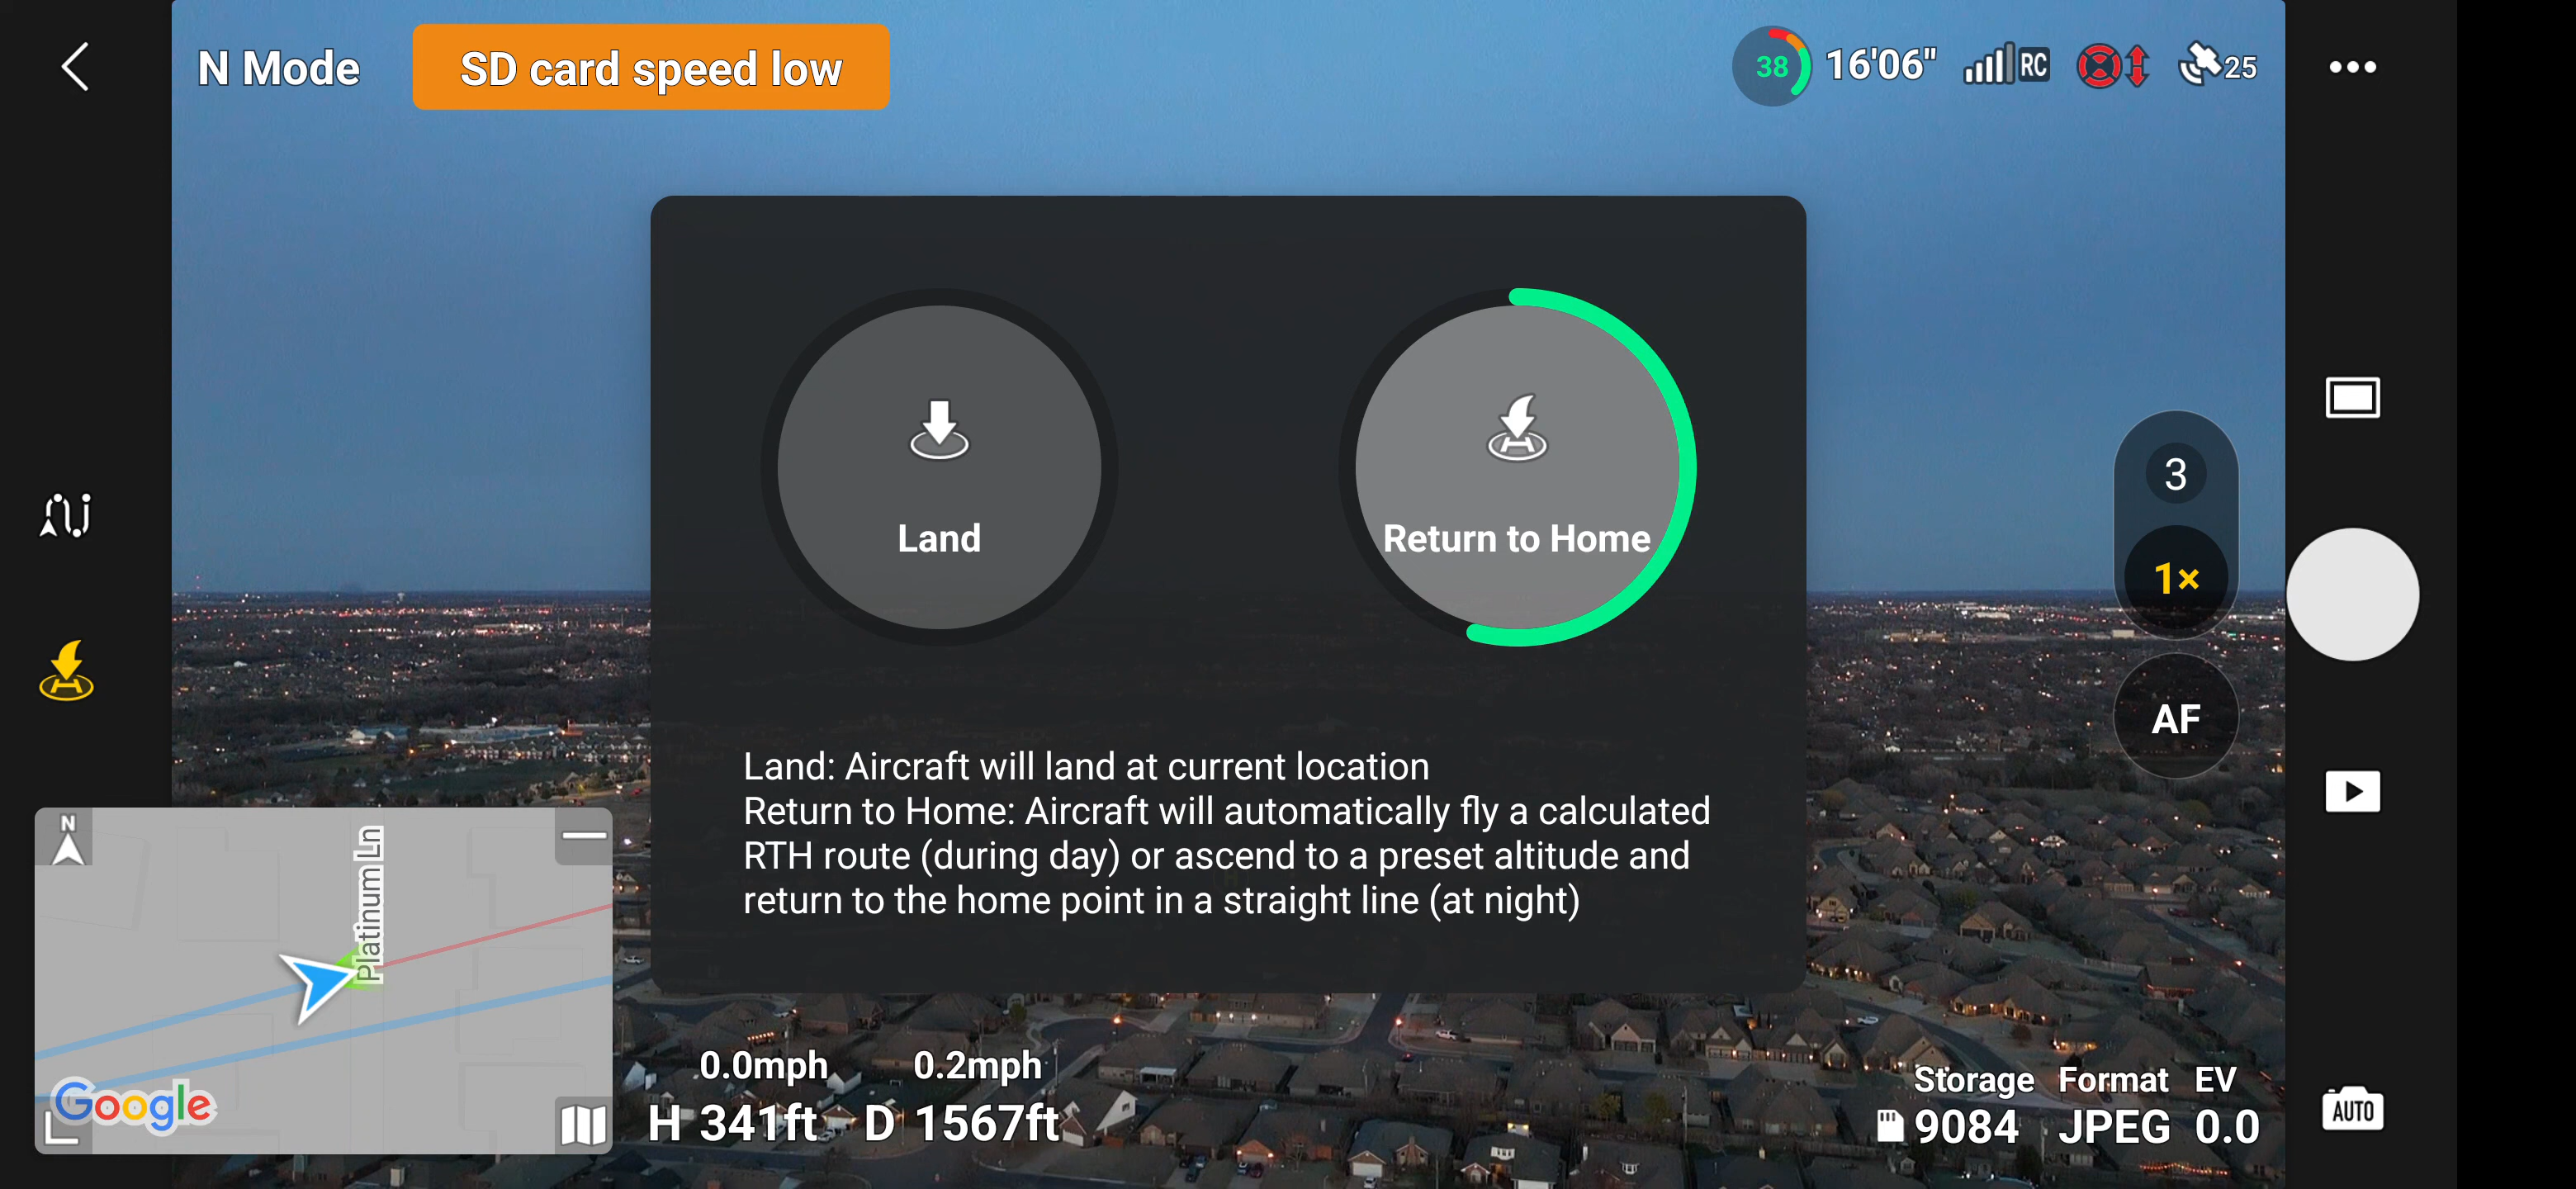 N Mode
SD card speed low
38
16'06"
RC
25
Land
Return to Home
3
1×
AF
Land: Aircraft will land at current location
Return to Home: Aircraft will automatically fly a calculated
RTH route (during day) or ascend to a preset altitude and
return to the home point in a straight line (at night)
N
Platinum Ln
Google
0.0mph 0.2mph
H 341ft D 1567ft
Storage Format EV
9084 JPEG 0.0
AUTO